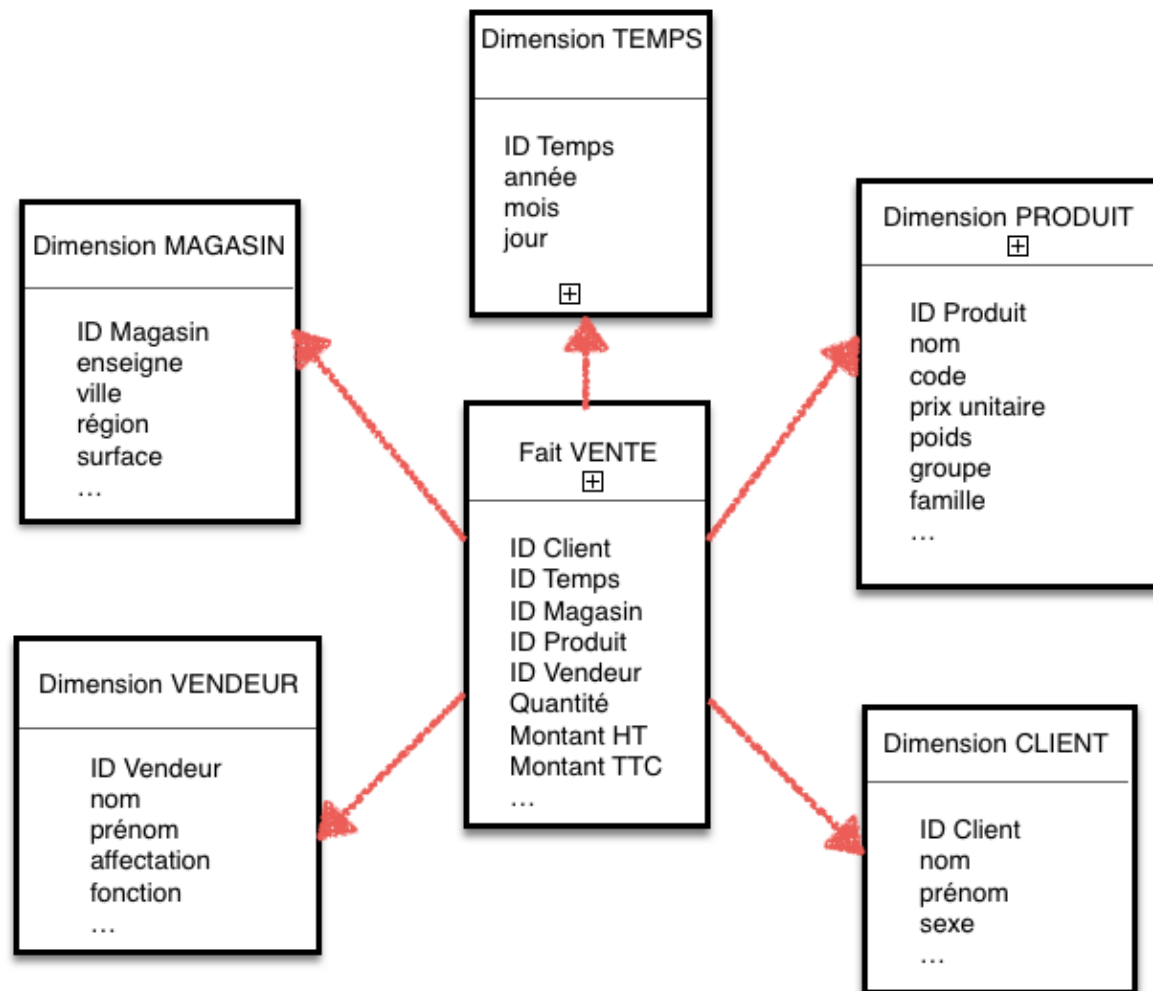 Dimension TEMPS
ID Temps
année
mois
jour
Dimension MAGASIN
ID Magasin
enseigne
ville
région
surface
…
Dimension PRODUIT
ID Produit
nom
code
prix unitaire
poids
groupe
famille
…
Fait VENTE
ID Client
ID Temps
ID Magasin
ID Produit
ID Vendeur
Quantité
Montant HT
Montant TTC
…
Dimension VENDEUR
ID Vendeur
nom
prénom
affectation
fonction
…
Dimension CLIENT
ID Client
nom
prénom
sexe
…